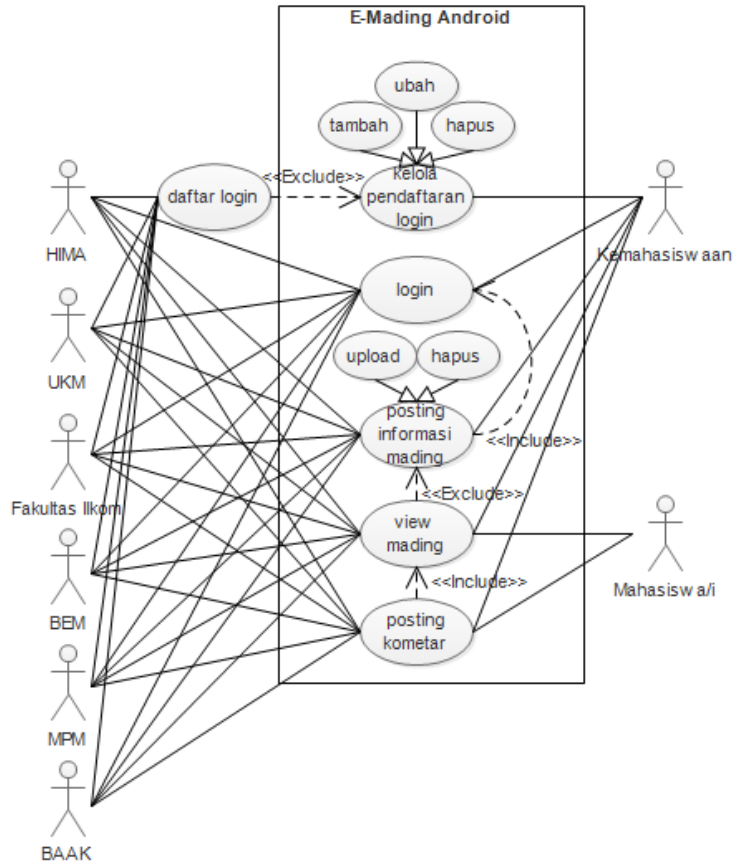 E-Mading Android
ubah
tambah
hapus
<<Exclude>>
daftar login
kelola
pendaftaran
login
HIMA
Kemahasiswaan
login
UKM
upload
hapus
posting
informasi
mading
<<Include>>
Fakultas Ilkom
<<Exclude>>
view
mading
BEM
<<Include>>
Mahasiswa/i
posting
kometar
MPM
BAAK